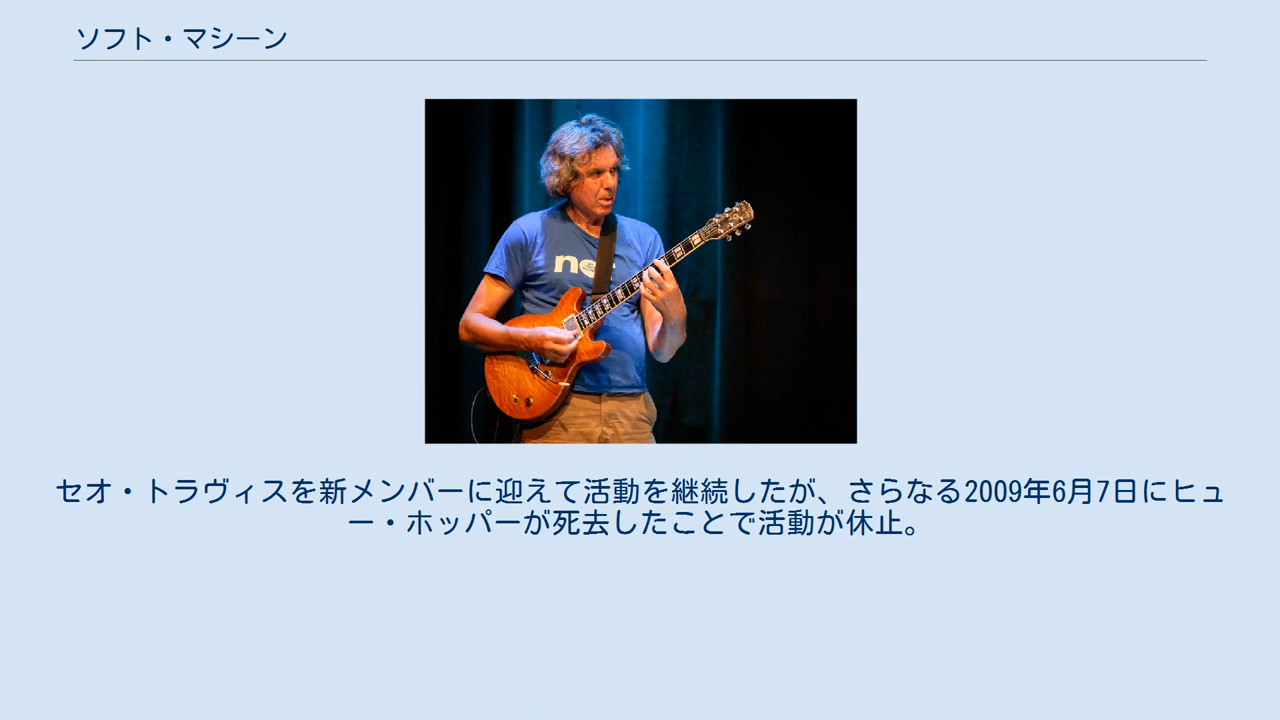 ソフト・マシーン
セオ・トラヴィスを新メンバーに迎えて活動を継続したが、さらなる2009年6月7日にヒュ
ー・ホッパーが死去したことで活動が休止。